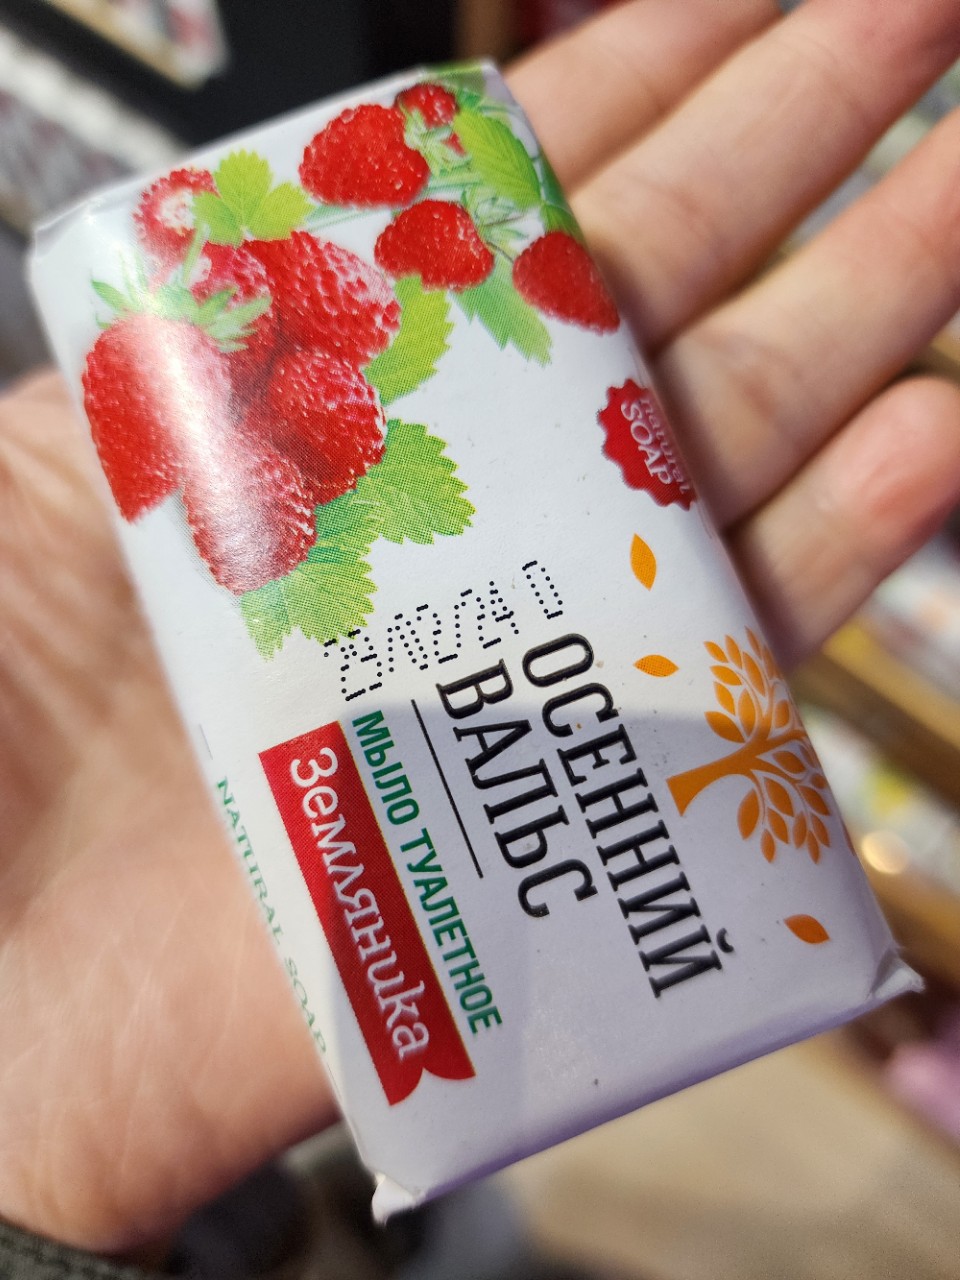 natural
SOAP
ОСЕННИЙ
ВАЛЬС
МЫЛО ТУАЛЕТНОЕ
Земляника
NATURAL SOAP